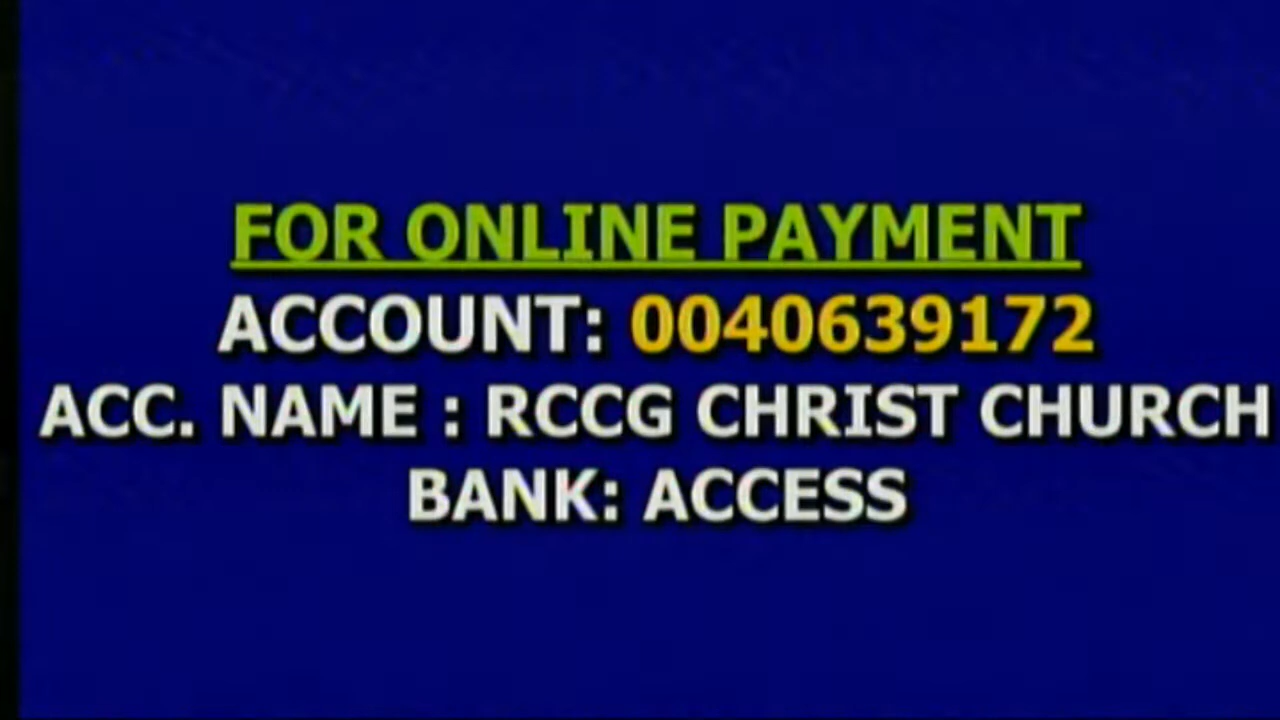 FOR ONLINE PAYMENT
ACCOUNT: 0040639172
ACC. NAME : RCCG CHRIST CHURCH
BANK: ACCESS